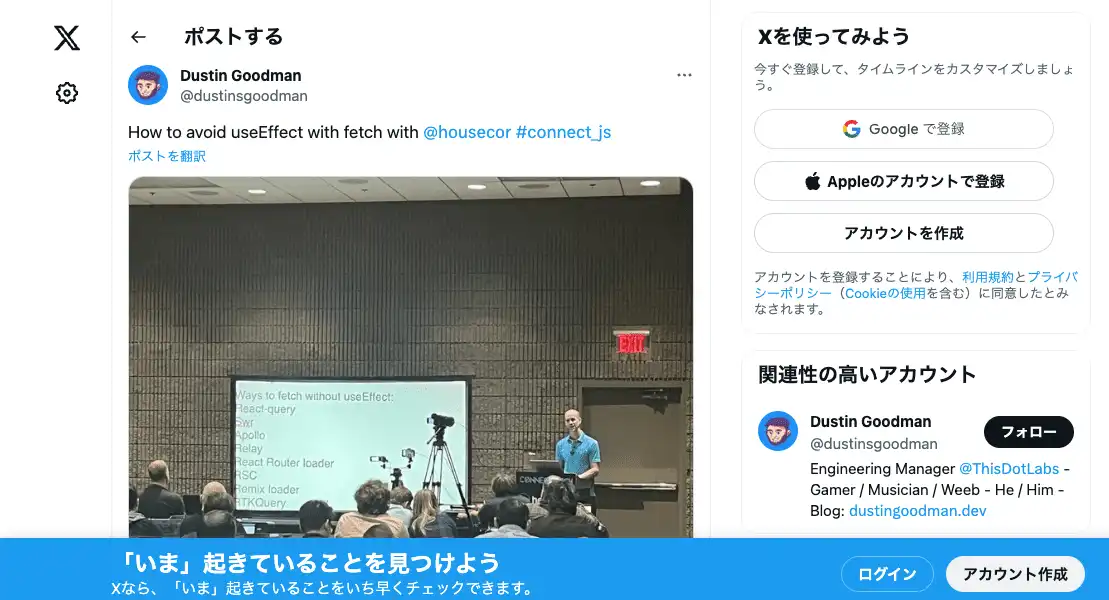 ポストする
Dustin Goodman
@dustinsgoodman
How to avoid useEffect with fetch with @housecor #connect_js
ポストを翻訳
EXIT
Ways to fetch without useEffect:
React-query
Swr
Apollo
Relay
React Router loader
RSC
Remix loader
RTKQuery
Xを使ってみよう
今すぐ登録して、タイムラインをカスタマイズしましょ
う。
Google で登録
Appleのアカウントで登録
アカウントを作成
アカウントを登録することにより、利用規約とプライバ
シーポリシー（Cookieの使用を含む）に同意したとみ
なされます。
関連性の高いアカウント
Dustin Goodman
フォロー
@dustinsgoodman
Engineering Manager @ThisDotLabs -
Gamer / Musician / Weeb - He / Him -
Blog: dustingoodman.dev
「いま」起きていることを見つけよう
Xなら、「いま」起きていることをいち早くチェックできます。
ログイン
アカウント作成